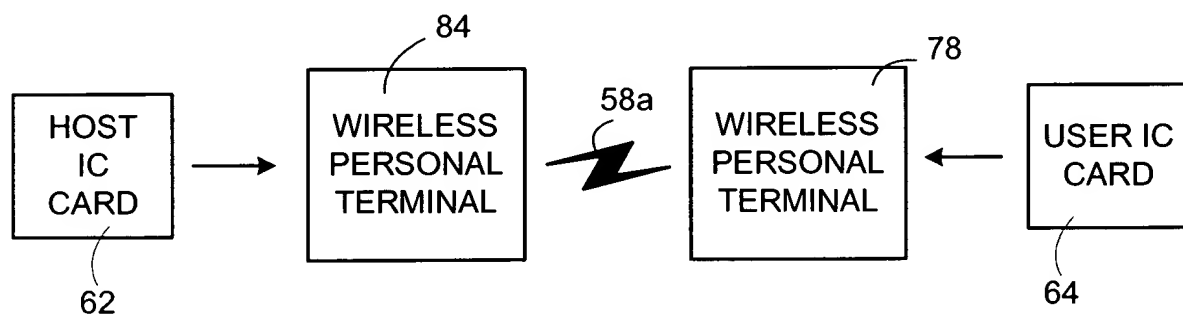 84
78
58a
HOST
IC
CARD
WIRELESS
PERSONAL
TERMINAL
WIRELESS
PERSONAL
TERMINAL
USER IC
CARD
62
64